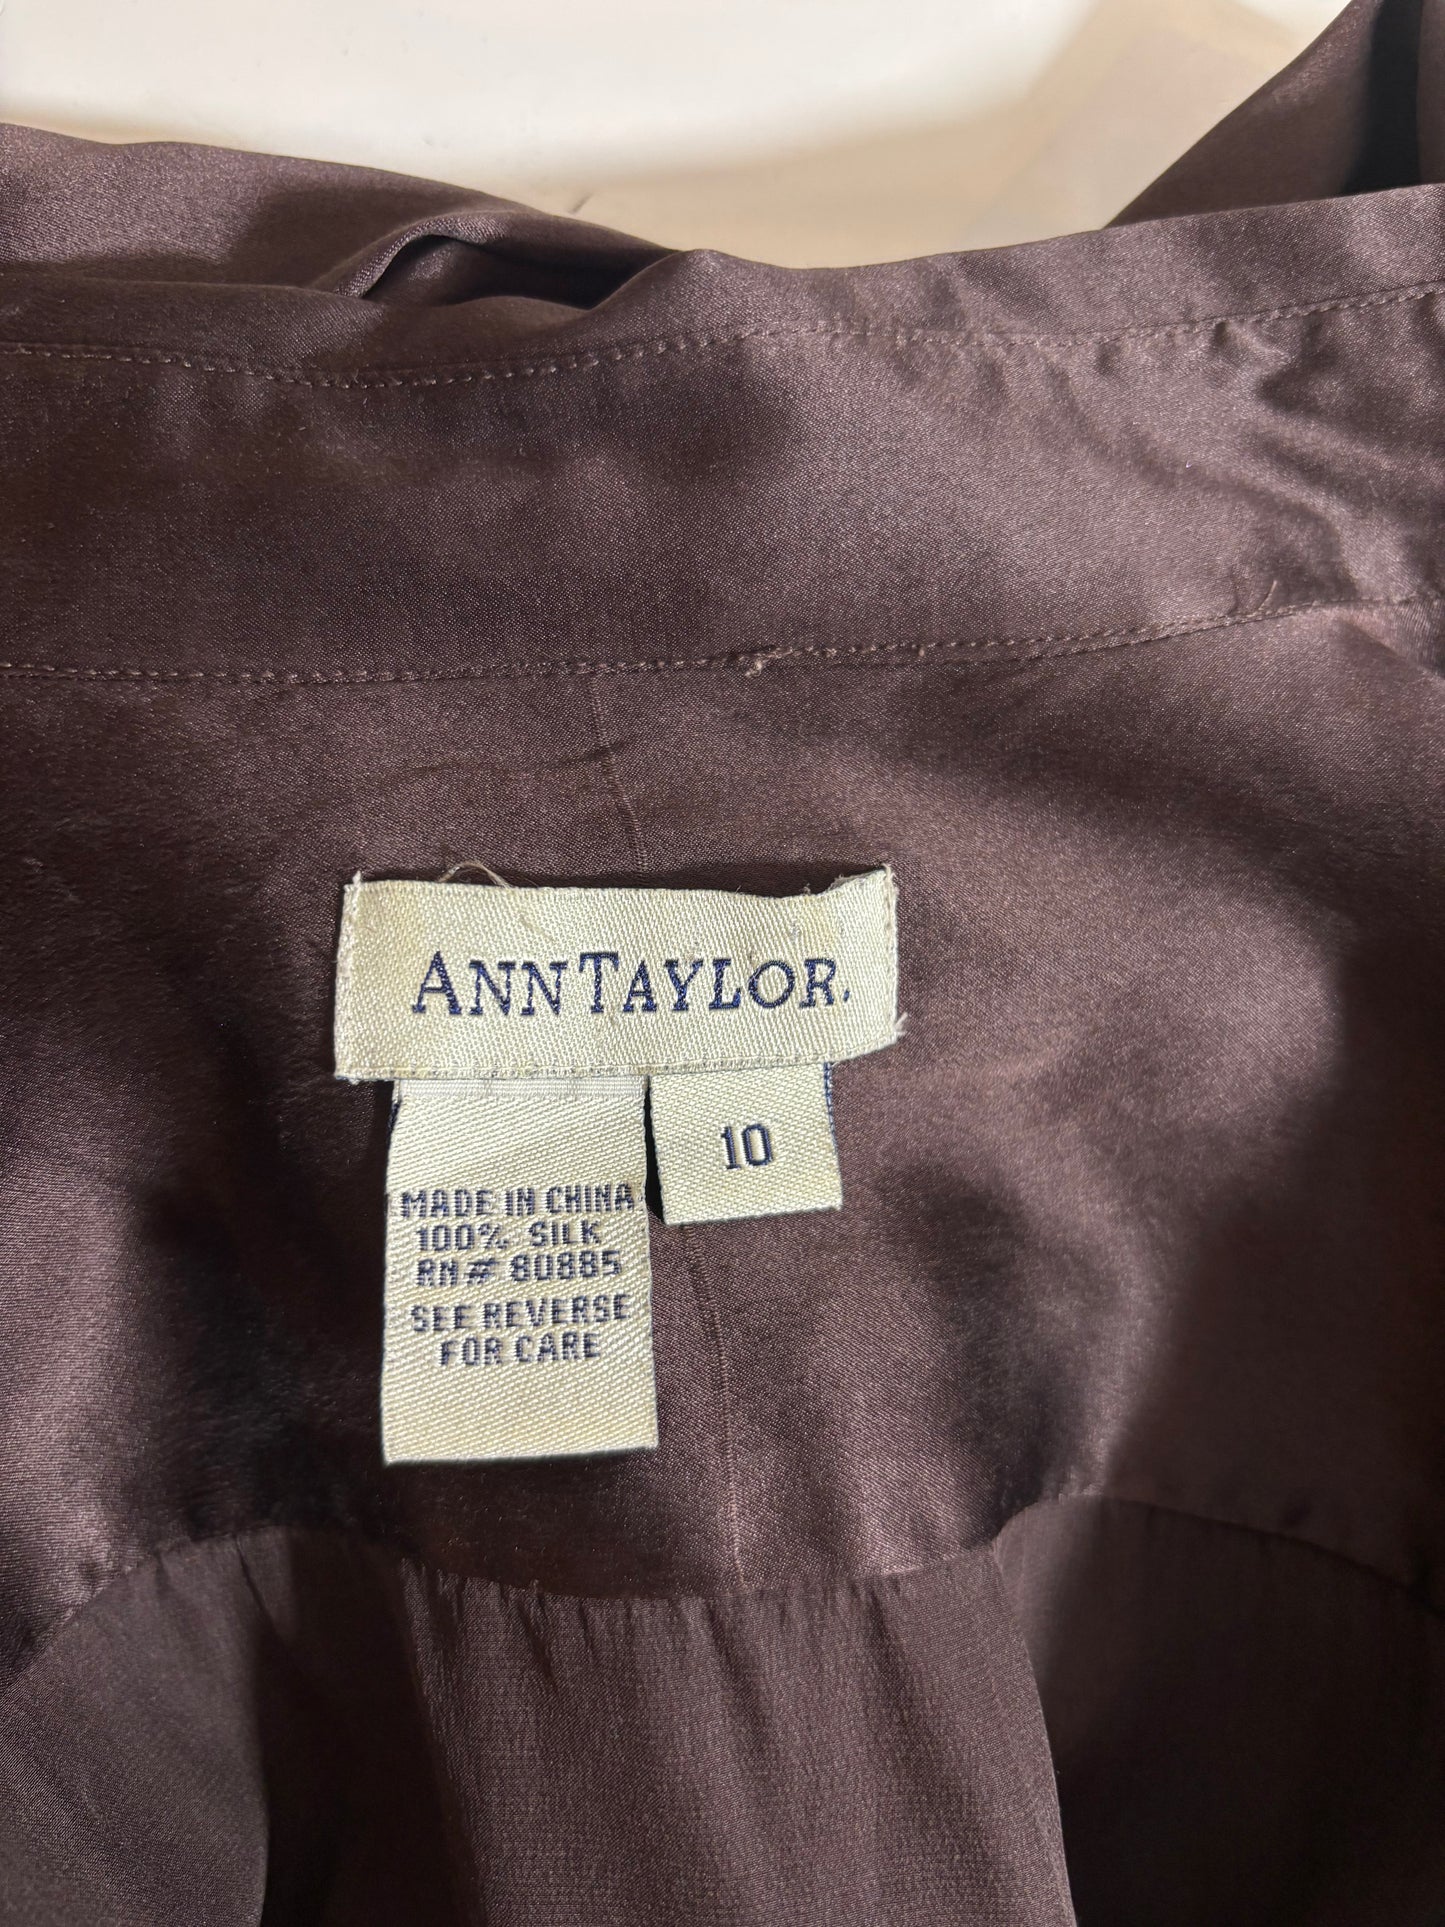 ANNTAYLOR.
10
MADE IN CHINA
100% SILK
RN# 80885
SEE REVERSE
FOR CARE